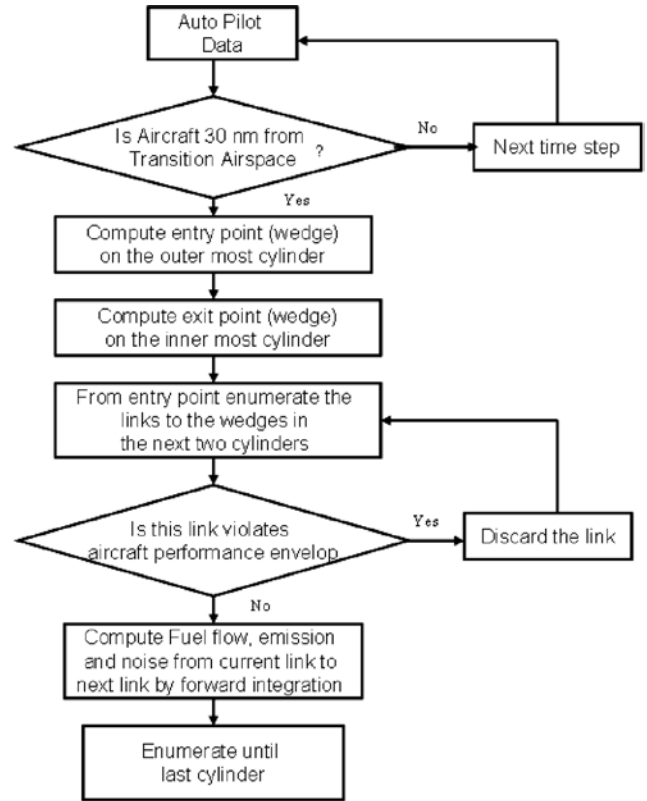 Auto Pilot
Data
Is Aircraft 30 nm from
Transition Airspace ?
No
Next time step
Yes
Compute entry point (wedge)
on the outer most cylinder
Compute exit point (wedge)
on the inner most cylinder
From entry point enumerate the
links to the wedges in
the next two cylinders
Is this link violates
aircraft performance envelop
Yes
Discard the link
No
Compute Fuel flow, emission
and noise from current link to
next link by forward integration
Enumerate until
last cylinder